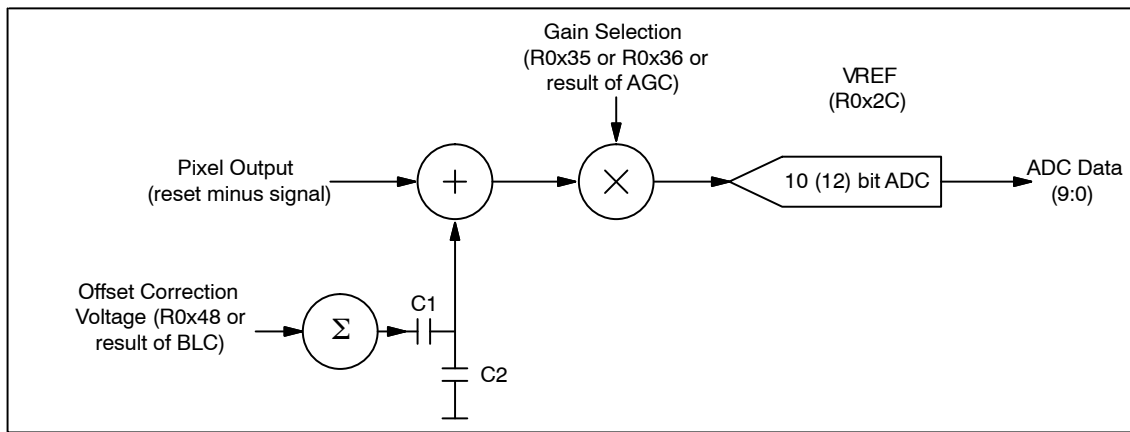 Gain Selection
(R0x35 or R0x36 or
result of AGC)
VREF
(R0x2C)
Pixel Output
(reset minus signal)
+
×
10 (12) bit ADC
ADC Data
(9:0)
Offset Correction
Voltage (R0x48 or
result of BLC)
Σ
C1
C2